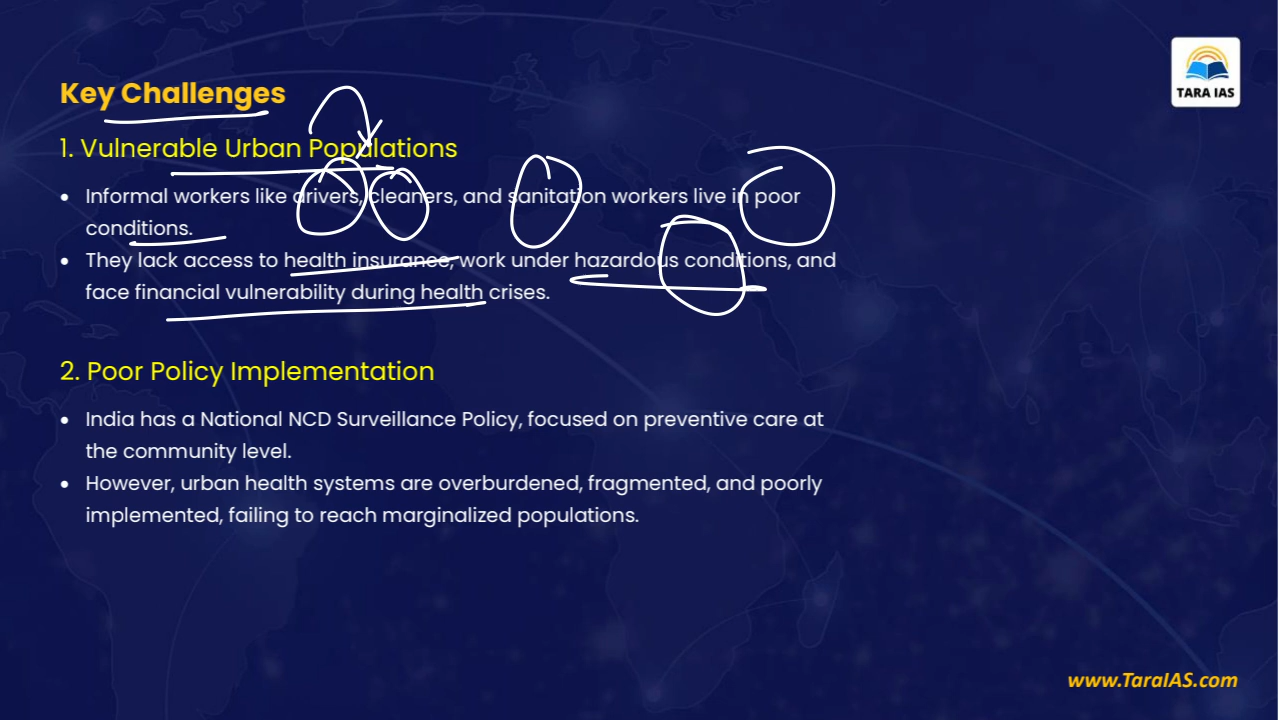 TARA IAS
Key Challenges
1. Vulnerable Urban Populations
• Informal workers like drivers, cleaners, and sanitation workers live in poor
conditions.
• They lack access to health insurance, work under hazardous conditions, and
face financial vulnerability during health crises.
2. Poor Policy Implementation
• India has a National NCD Surveillance Policy, focused on preventive care at
the community level.
• However, urban health systems are overburdened, fragmented, and poorly
implemented, failing to reach marginalized populations.
www.TaraIAS.com